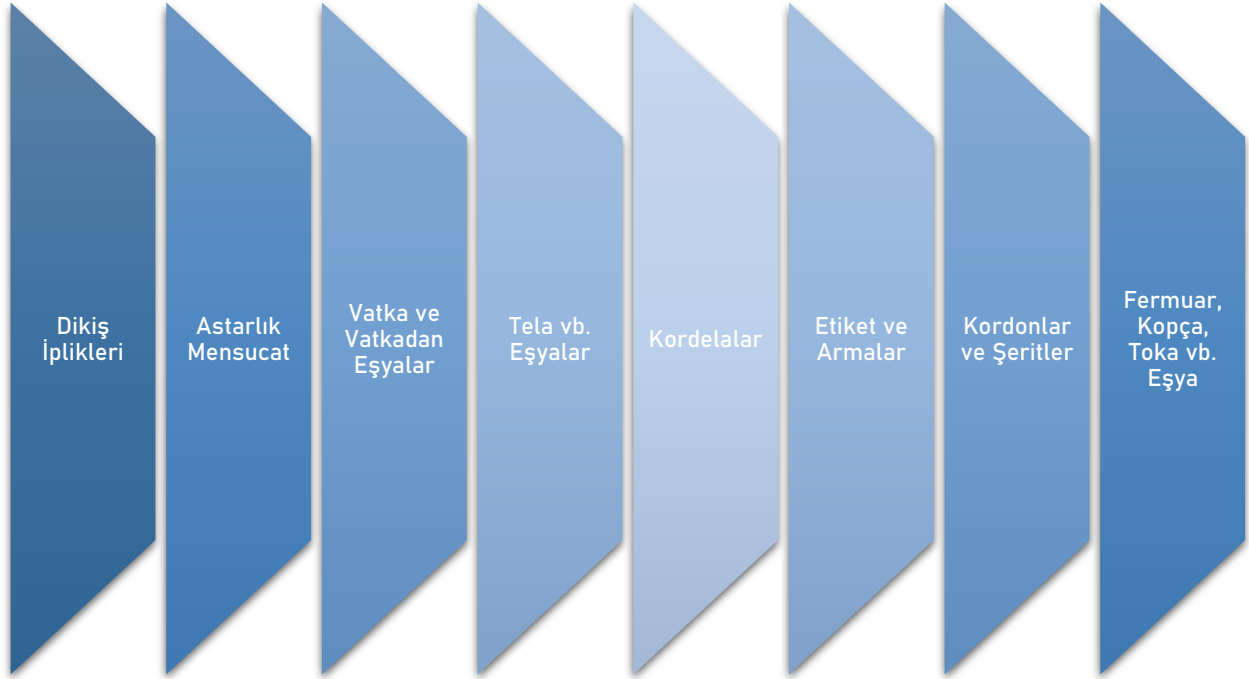 Dikiş
İplikleri
Astarlık
Mensucat
Vatka ve
Vatkadan
Eşyalar
Tela vb.
Eşyalar
Kordelalar
Etiket ve
Armalar
Kordonlar
ve Şeritler
Fermuar,
Kopça,
Toka vb.
Eşya